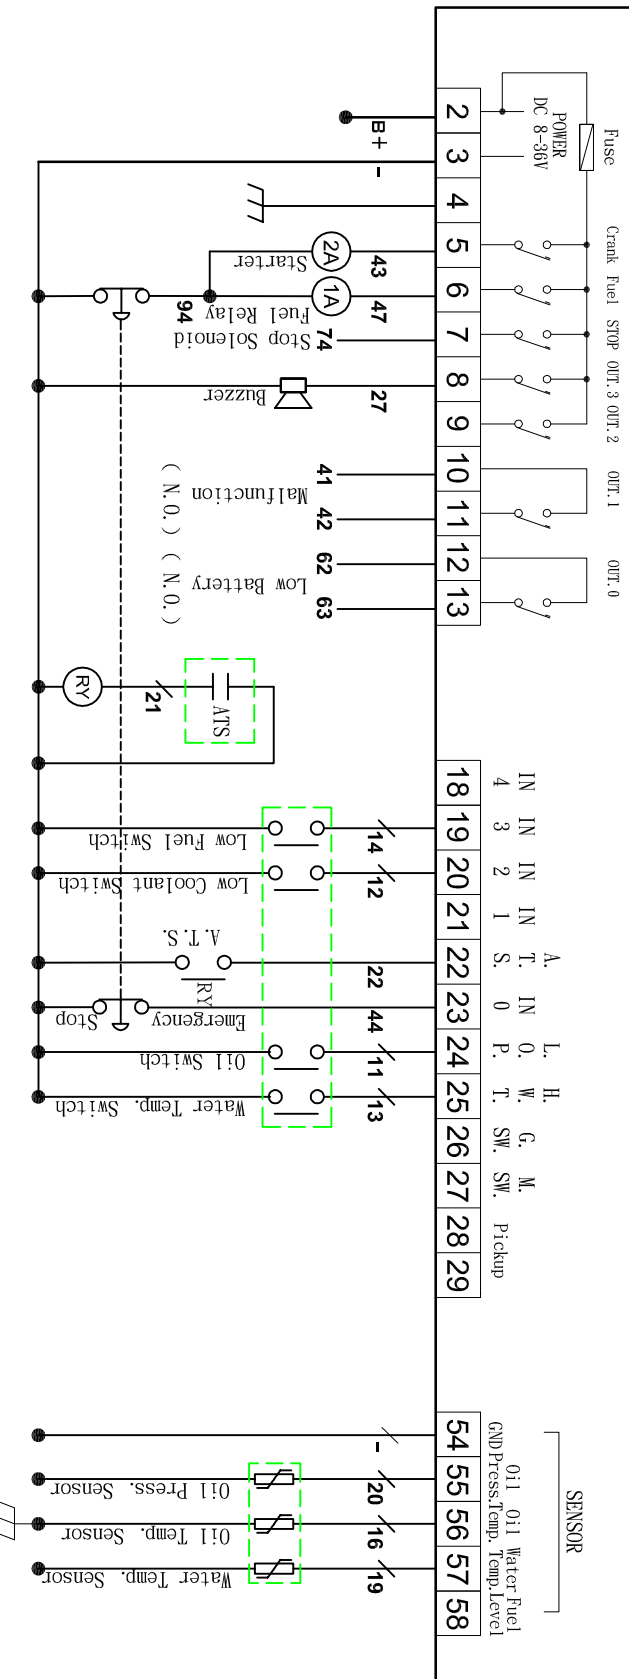 Fuse
POWER
DC 8-36V
Crank
Fuel
STOP
OUT.3
OUT.2
OUT.1
OUT.0
2
3
4
5
6
7
8
9
10
11
12
13
B+
-
43
47
74
27
41
42
62
63
2A
Starter
1A
Fuel Relay
94
Stop Solenoid
Buzzer
Malfunction
( N.O. )
Low Battery
( N.O. )
RY
21
ATS
IN 4
IN 3
IN 2
IN 1
A.T.S.
IN 0
L.O.P.
H.W.T.
G. SW.
M. SW.
Pickup
18
19
20
21
22
23
24
25
26
27
28
29
14
12
22
44
11
13
Low Fuel Switch
Low Coolant Switch
A.T.S.
RY
Emergency Stop
Oil Switch
Water Temp. Switch
SENSOR
GND
Oil Press.
Oil Temp.
Water Temp.
Fuel Level
54
55
56
57
58
-
20
16
19
Oil Press. Sensor
Oil Temp. Sensor
Water Temp. Sensor